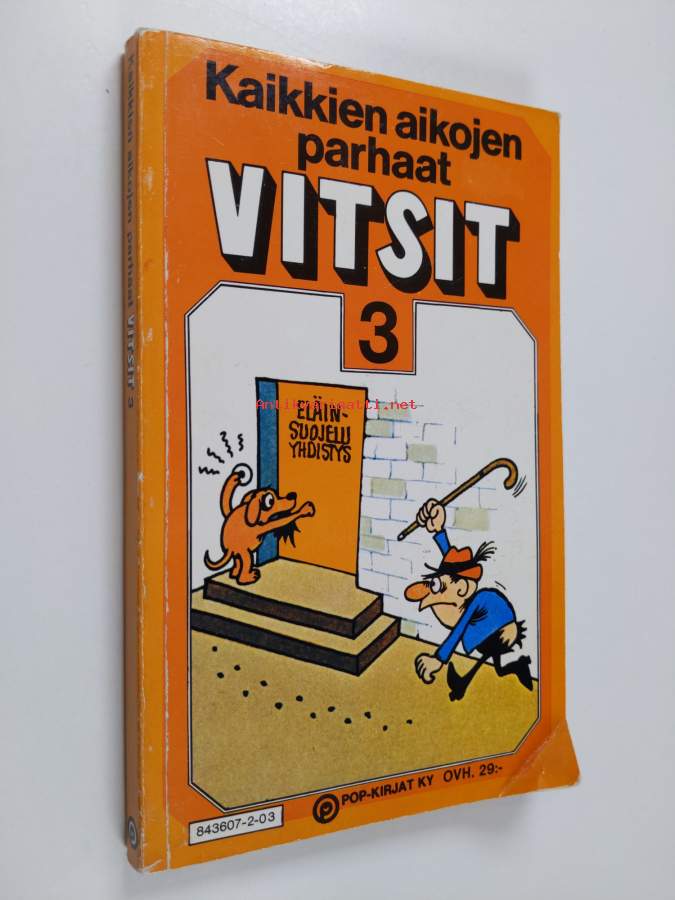 Kaikkien aikojen
parhaat
VITSIT
3
ELÄIN-
SUOJELU
YHDISTYS
Antikvariaatti.net
POP-KIRJAT KY OVH. 29:-
843607-2-03
Kaikkien aikojen parhaat VITSIT 3